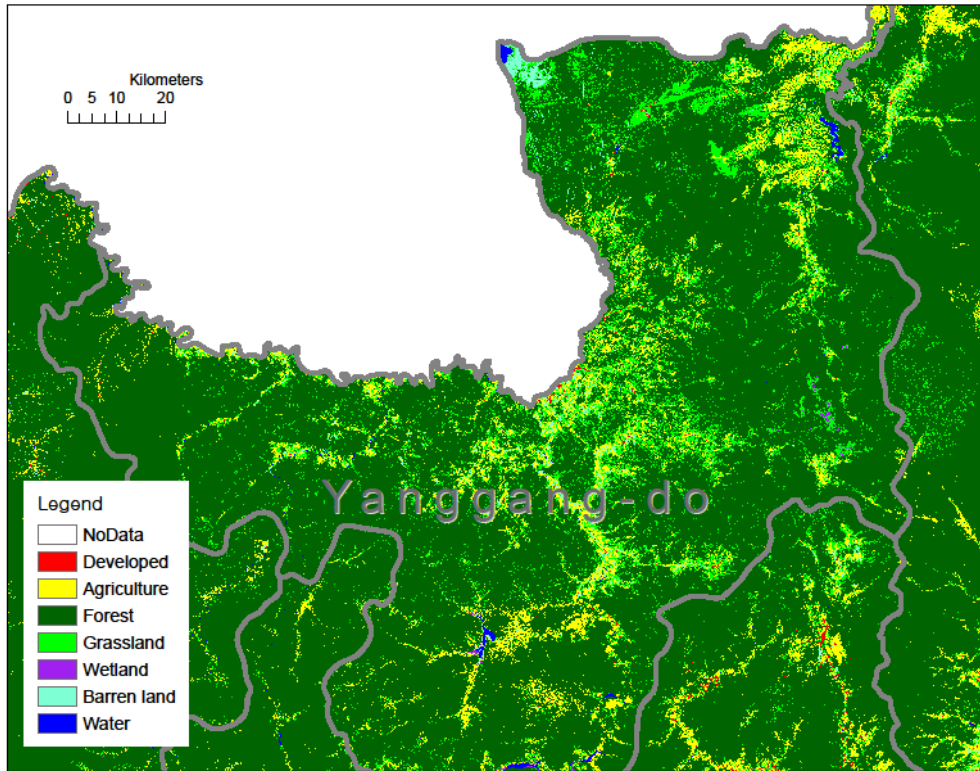 Kilometers
0 5 10 20
Yanggang-do
Legend
NoData
Developed
Agriculture
Forest
Grassland
Wetland
Barren land
Water